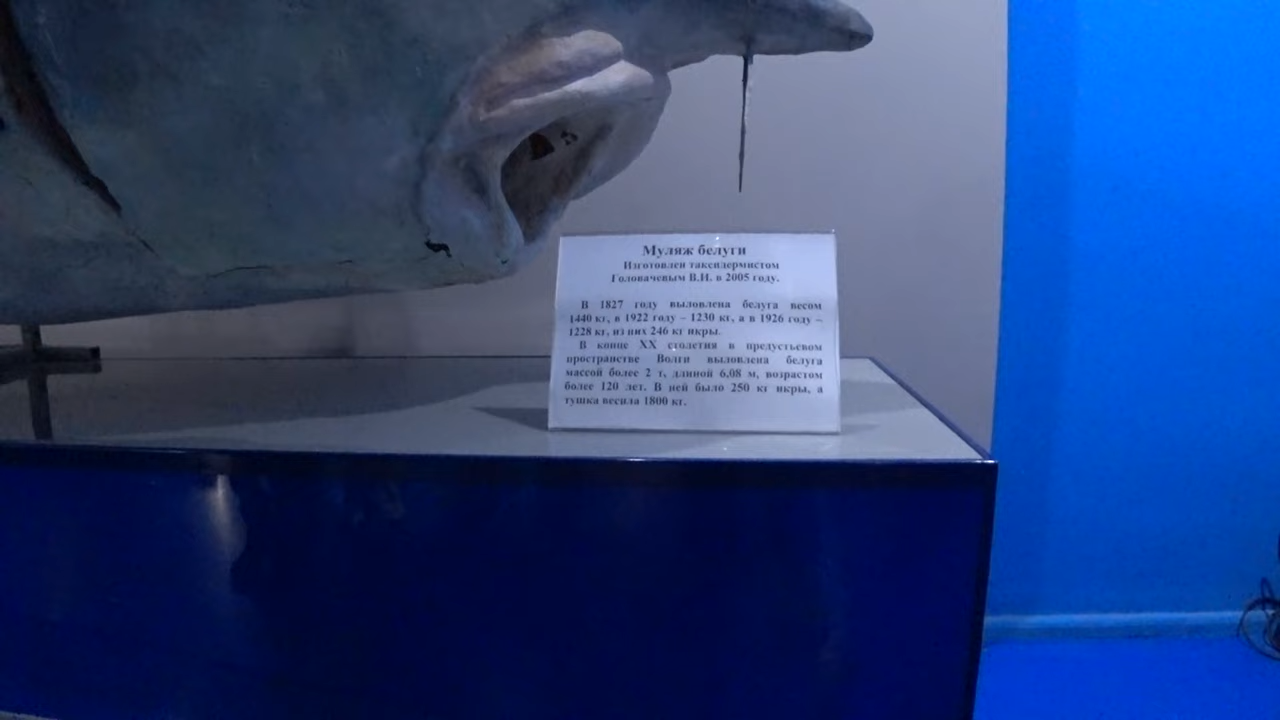 Муляж белуги
Изготовлен таксидермистом
Головачевым В.И. в 2005 году.
В 1827 году выловлена белуга весом
1440 кг, в 1922 году – 1230 кг, а в 1926 году –
1228 кг, из них 246 кг икры.
В конце XX столетия в предустьевом
пространстве Волги выловлена белуга
массой более 2 т, длиной 6,08 м, возрастом
более 120 лет. В ней было 250 кг икры, а
тушка весила 1800 кг.